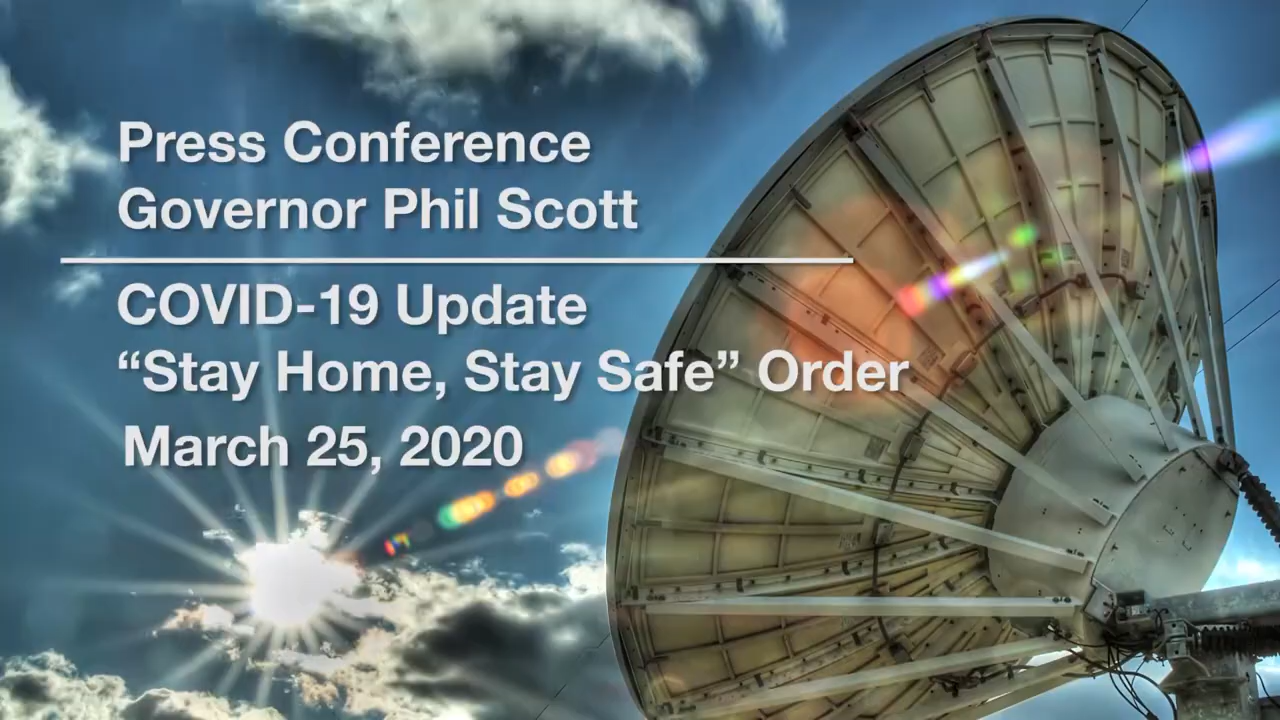 Press Conference
Governor Phil Scott
COVID-19 Update
“Stay Home, Stay Safe” Order
March 25, 2020